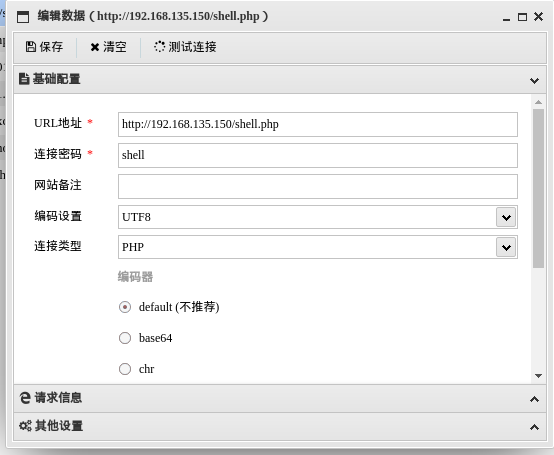 编辑数据（http://192.168.135.150/shell.php）
保存 清空 测试连接
基础配置
URL地址 * http://192.168.135.150/shell.php
连接密码 * shell
网站备注
编码设置 UTF8
连接类型 PHP
编码器
default (不推荐)
base64
chr
请求信息
其他设置